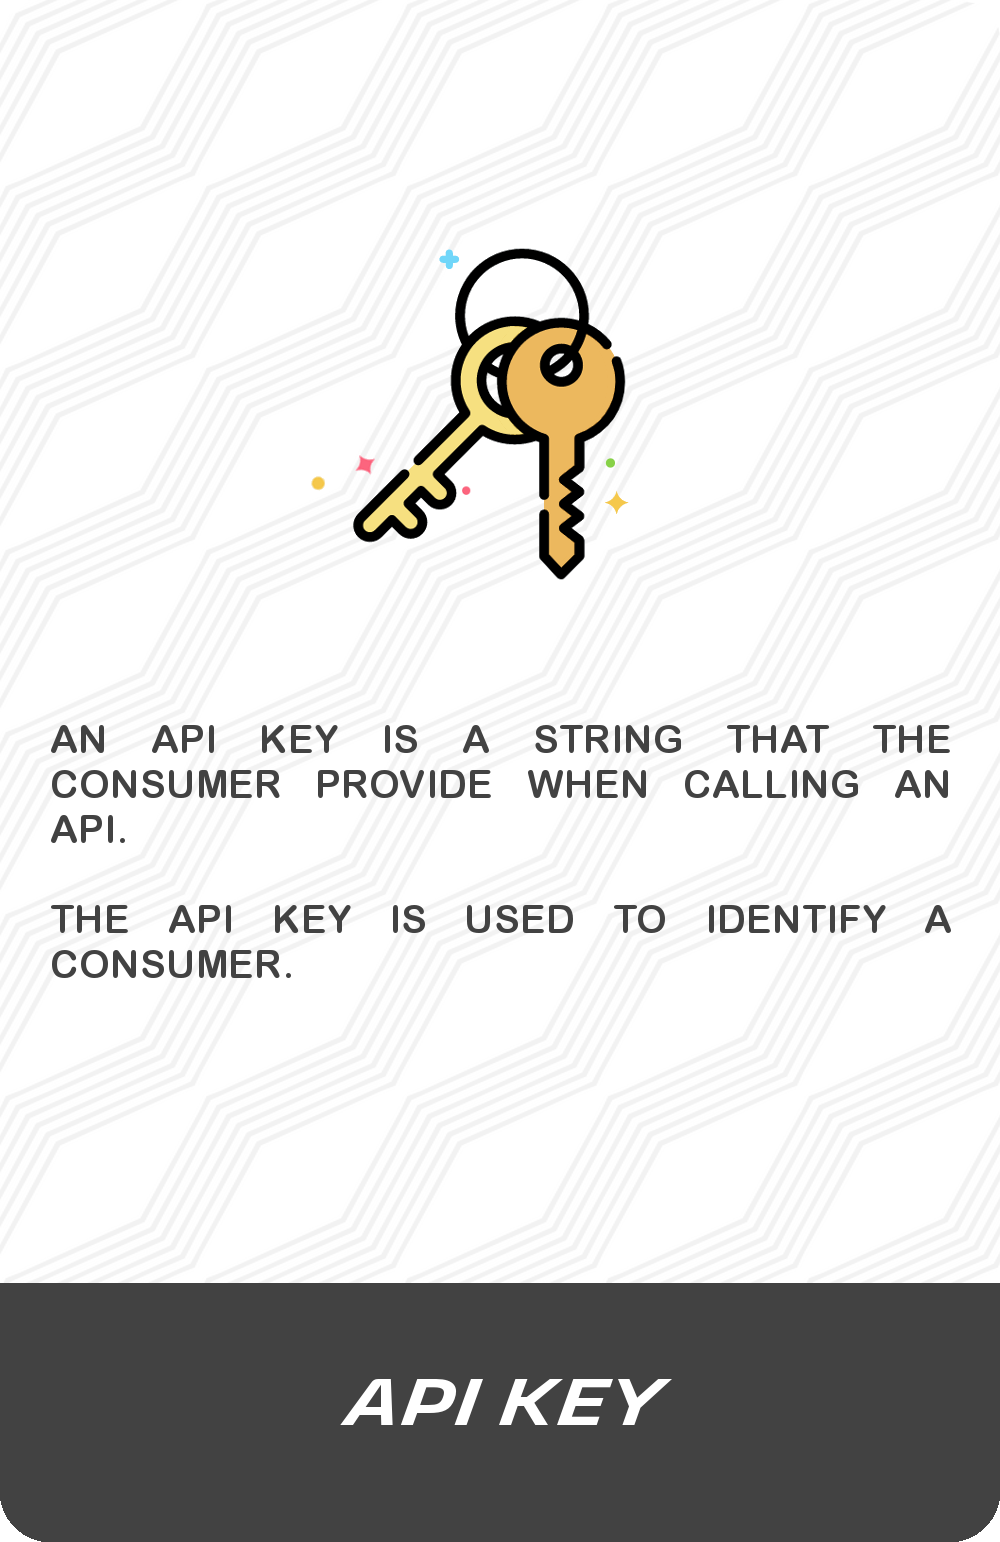 AN API KEY IS A STRING THAT THE
CONSUMER PROVIDE WHEN CALLING AN
API.
THE API KEY IS USED TO IDENTIFY A
CONSUMER.
API KEY